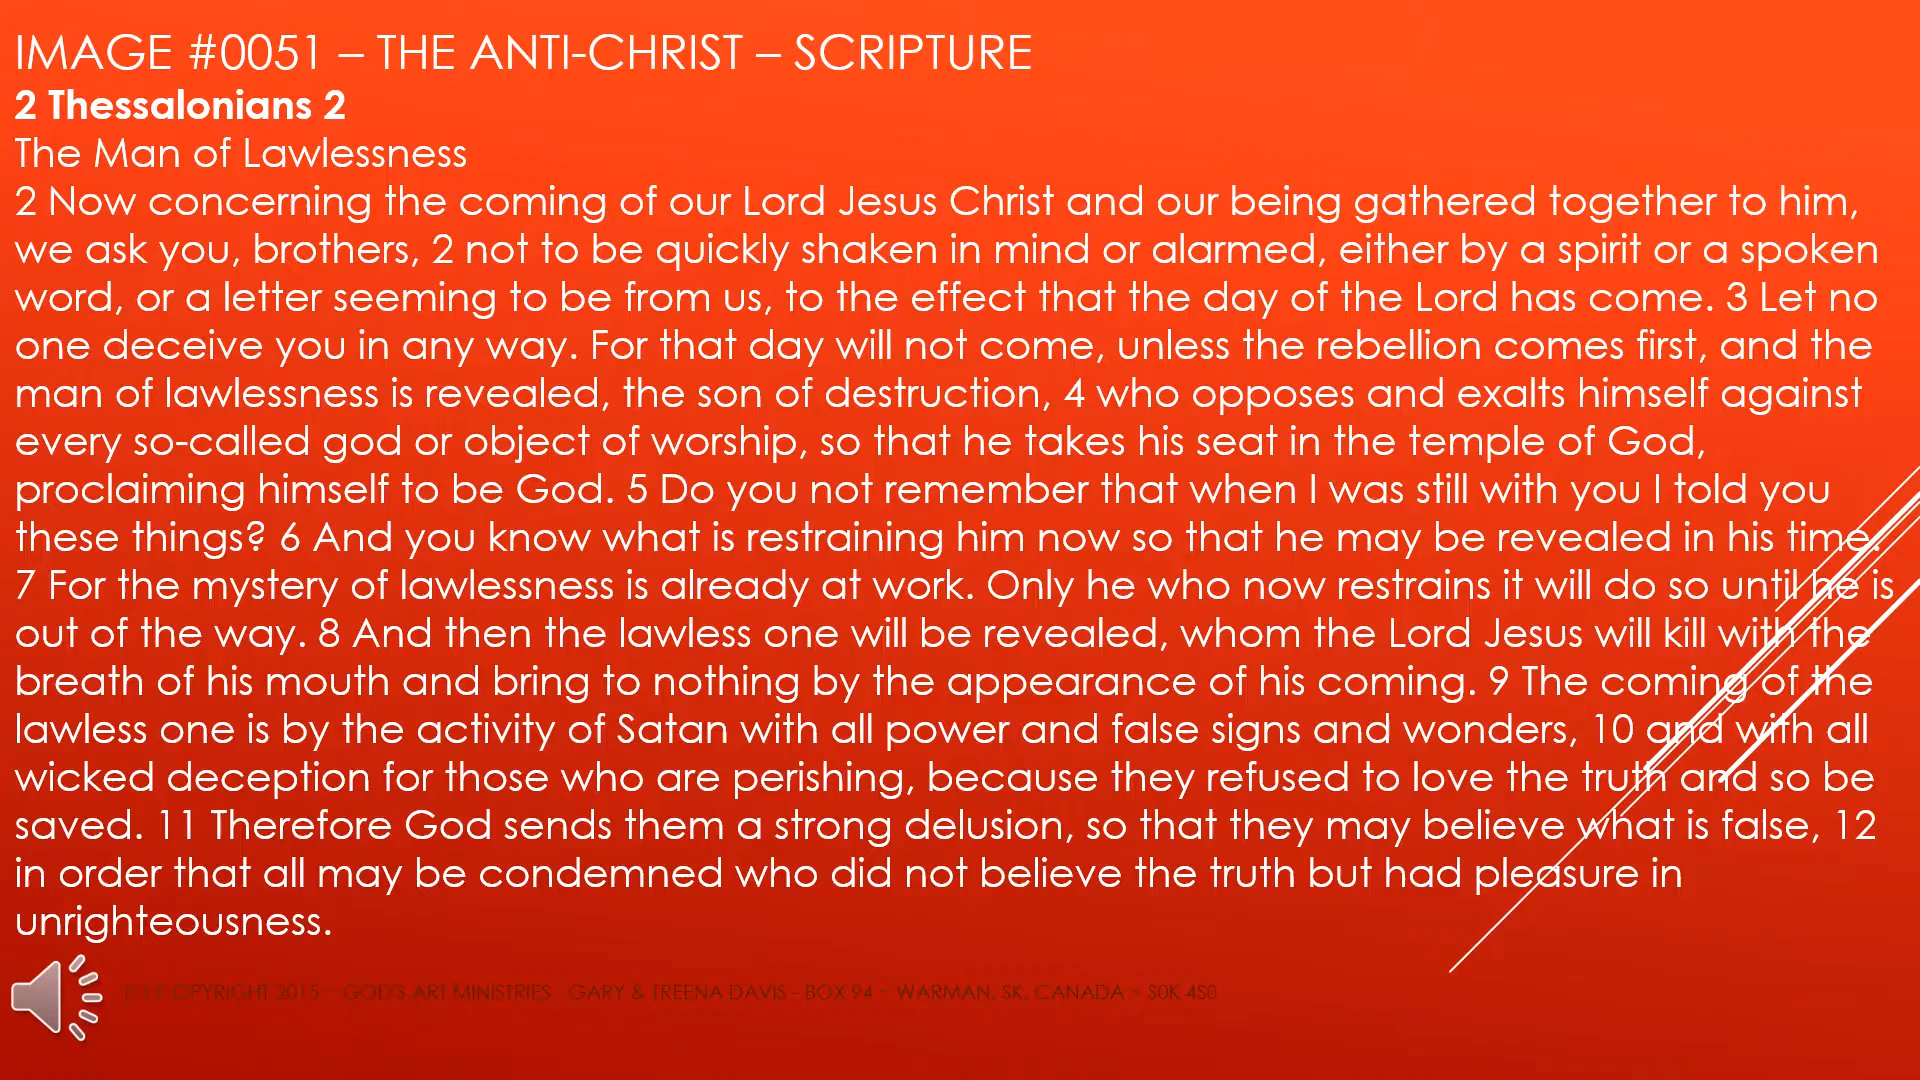 IMAGE #0051 – THE ANTI-CHRIST – SCRIPTURE
2 Thessalonians 2
The Man of Lawlessness
2 Now concerning the coming of our Lord Jesus Christ and our being gathered together to him,
we ask you, brothers, 2 not to be quickly shaken in mind or alarmed, either by a spirit or a spoken
word, or a letter seeming to be from us, to the effect that the day of the Lord has come. 3 Let no
one deceive you in any way. For that day will not come, unless the rebellion comes first, and the
man of lawlessness is revealed, the son of destruction, 4 who opposes and exalts himself against
every so-called god or object of worship, so that he takes his seat in the temple of God,
proclaiming himself to be God. 5 Do you not remember that when I was still with you I told you
these things? 6 And you know what is restraining him now so that he may be revealed in his time.
7 For the mystery of lawlessness is already at work. Only he who now restrains it will do so until he is
out of the way. 8 And then the lawless one will be revealed, whom the Lord Jesus will kill with the
breath of his mouth and bring to nothing by the appearance of his coming. 9 The coming of the
lawless one is by the activity of Satan with all power and false signs and wonders, 10 and with all
wicked deception for those who are perishing, because they refused to love the truth and so be
saved. 11 Therefore God sends them a strong delusion, so that they may believe what is false, 12
in order that all may be condemned who did not believe the truth but had pleasure in
unrighteousness.
COPYRIGHT 2015 ~ GOD'S ART MINISTRIES - GARY & TREENA DAVIS - BOX 94 ~ WARMAN, SK, CANADA ~ S0K 4S0